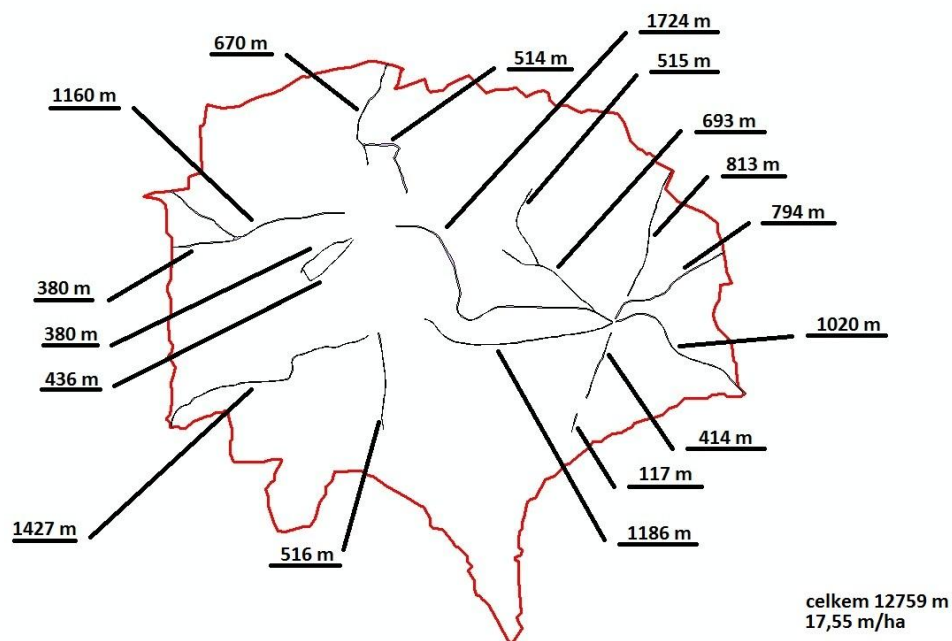 1724 m
670 m
514 m
515 m
1160 m
693 m
813 m
794 m
380 m
380 m
1020 m
436 m
414 m
117 m
1427 m
516 m
1186 m
celkem 12759 m
17,55 m/ha